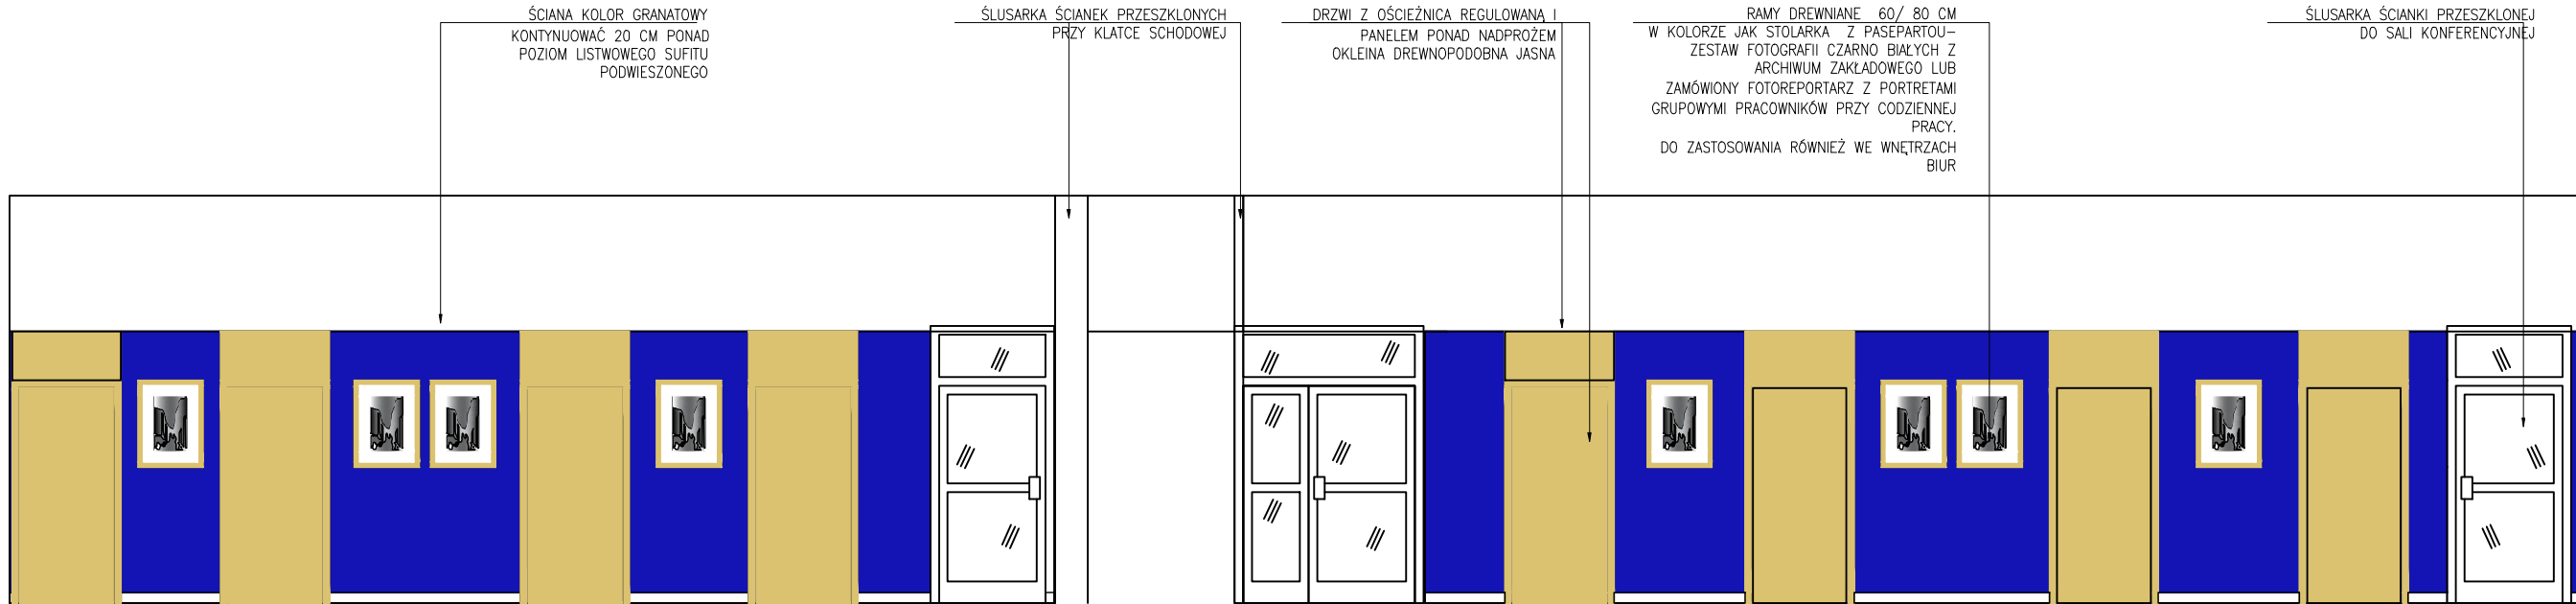 ŚCIANA KOLOR GRANATOWY
KONTYNUOWAĆ 20 CM PONAD
POZIOM LISTWOWEGO SUFITU
PODWIESZONEGO
ŚLUSARKA ŚCIANEK PRZESZKLONYCH
PRZY KLATCE SCHODOWEJ
DRZWI Z OŚCIEŻNICA REGULOWANĄ I
PANELEM PONAD NADPROŻEM
OKLEINA DREWNOPODOBNA JASNA
RAMY DREWNIANE 60/ 80 CM
W KOLORZE JAK STOLARKA Z PASEPARTOU-
ZESTAW FOTOGRAFII CZARNO BIAŁYCH Z
ARCHIWUM ZAKŁADOWEGO LUB
ZAMÓWIONY FOTOREPORTARZ Z PORTRETAMI
GRUPOWYMI PRACOWNIKÓW PRZY CODZIENNEJ
PRACY.
DO ZASTOSOWANIA RÓWNIEŻ WE WNĘTRZACH
BIUR
ŚLUSARKA ŚCIANKI PRZESZKLONEJ
DO SALI KONFERENCYJNEJ